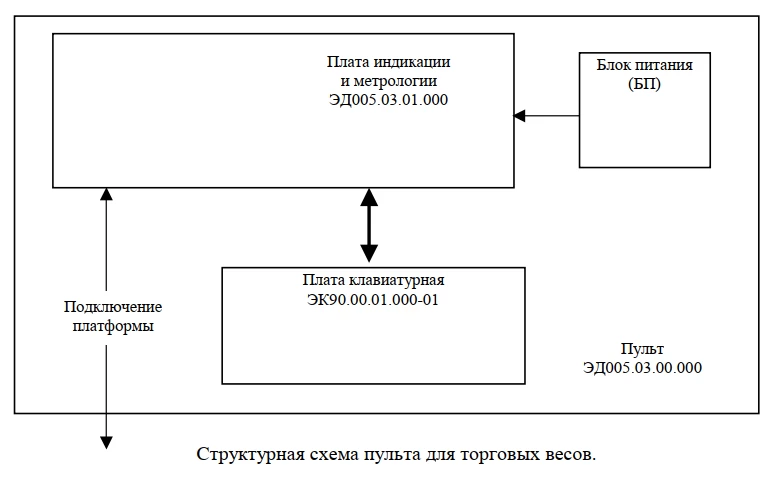 Плата индикации
и метрологии
ЭД005.03.01.000
Блок питания
(БП)
Плата клавиатурная
ЭК90.00.01.000-01
Подключение
платформы
Пульт
ЭД005.03.00.000
Структурная схема пульта для торговых весов.